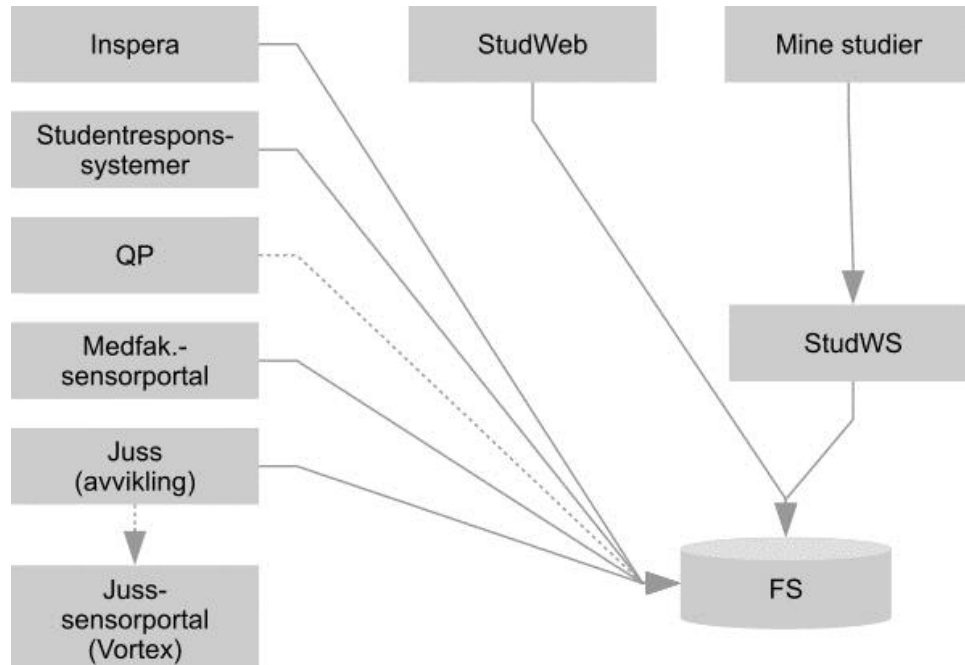 Inspera
StudWeb
Mine studier
Studentrespons-
systemer
QP
Medfak.-
sensorportal
StudWS
Juss
(avvikling)
Juss-
sensorportal
(Vortex)
FS